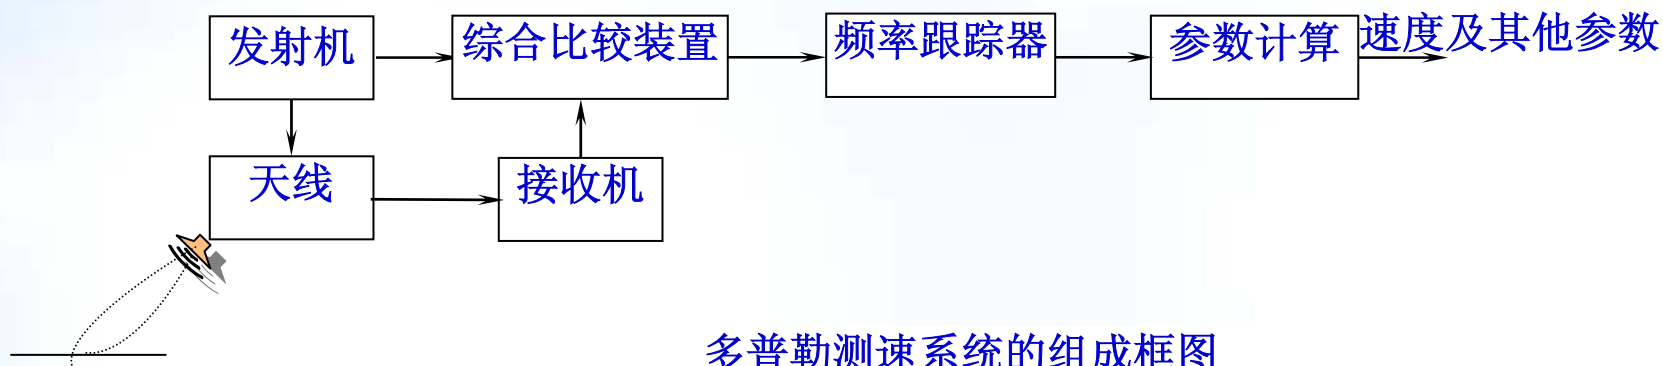 发射机
综合比较装置
频率跟踪器
参数计算
速度及其他参数
天线
接收机
多普勒测速系统的组成框图